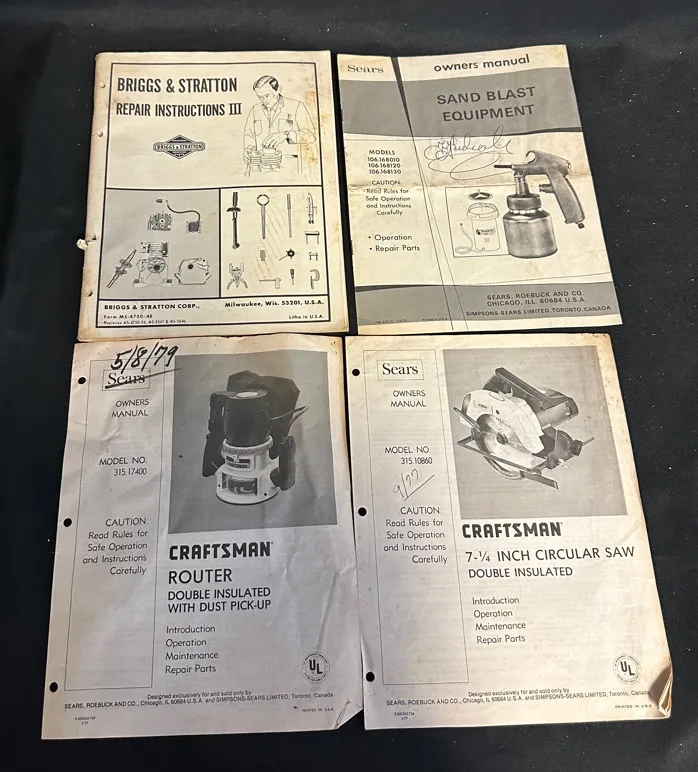 BRIGGS & STRATTON
REPAIR INSTRUCTIONS III
BRIGGS & STRATTON
BRIGGS & STRATTON CORP.,
Milwaukee, Wis. 53201, U.S.A.
Form MS-4750-48
Litho in U.S.A.
Sears
owners manual
SAND BLAST
EQUIPMENT
MODELS
106.168010
106.168120
106.168130
CAUTION:
Read Rules for
Safe Operation
and Instructions
Carefully
• Operation
• Repair Parts
SEARS, ROEBUCK AND CO.
CHICAGO, ILL. 60684 U.S.A.
SIMPSONS-SEARS LIMITED, TORONTO, CANADA
5/8/79
Sears
OWNERS
MANUAL
MODEL NO.
315.17400
CAUTION:
Read Rules for
Safe Operation
and Instructions
Carefully
CRAFTSMAN
ROUTER
DOUBLE INSULATED
WITH DUST PICK-UP
Introduction
Operation
Maintenance
Repair Parts
UL
Designed exclusively for and sold only by
SEARS, ROEBUCK AND CO., Chicago, IL 60684 U.S.A. and SIMPSONS-SEARS LIMITED, Toronto, Canada
PRINTED IN U.S.A.
Sears
OWNERS
MANUAL
MODEL NO.
315.10860
9/77
CAUTION:
Read Rules for
Safe Operation
and Instructions
Carefully
CRAFTSMAN®
7-1/4 INCH CIRCULAR SAW
DOUBLE INSULATED
Introduction
Operation
Maintenance
Repair Parts
UL
Designed exclusively for and sold only by
SEARS, ROEBUCK AND CO., Chicago, IL. 60684 U.S.A. and SIMPSONS-SEARS LIMITED, Toronto, Canada
PRINTED IN U.S.A.